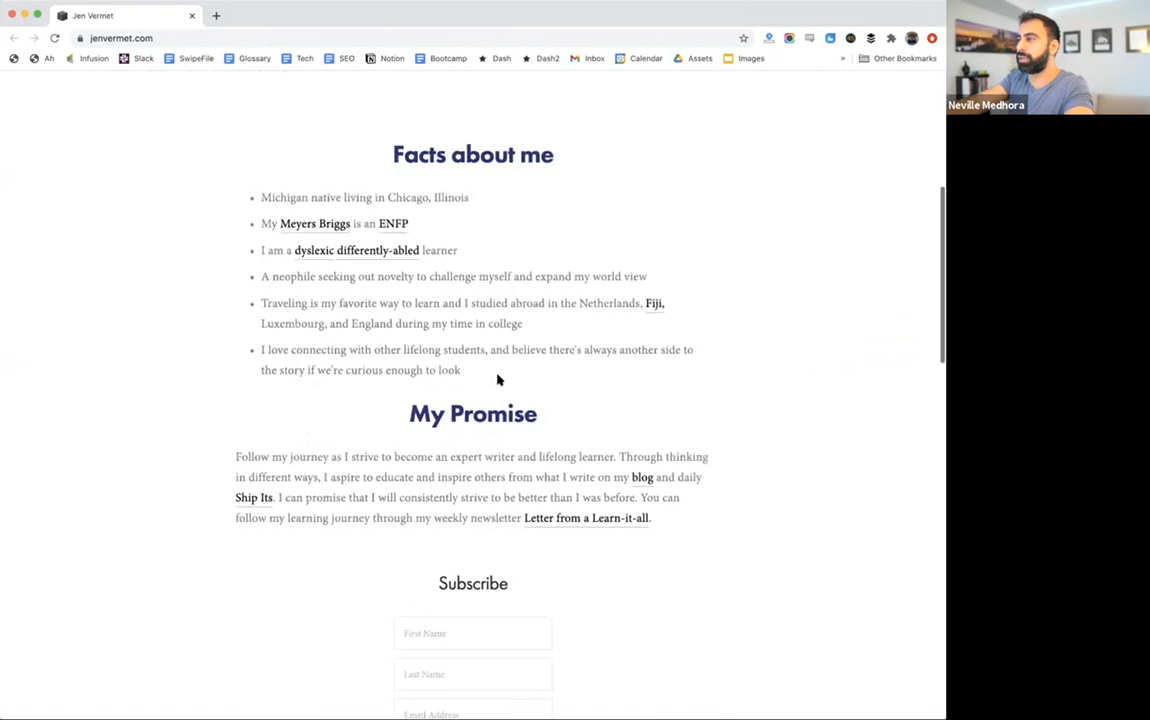 Jen Vermet
jenvermet.com
Ah Infusion Slack SwipeFile Glossary Tech SEO Notion Bootcamp Dash Dash2 Inbox Calendar Assets Images » Other Bookmarks
Neville Medhora
Facts about me
• Michigan native living in Chicago, Illinois
• My Meyers Briggs is an ENFP
• I am a dyslexic differently-abled learner
• A neophile seeking out novelty to challenge myself and expand my world view
• Traveling is my favorite way to learn and I studied abroad in the Netherlands, Fiji,
Luxembourg, and England during my time in college
• I love connecting with other lifelong students, and believe there's always another side to
the story if we're curious enough to look
My Promise
Follow my journey as I strive to become an expert writer and lifelong learner. Through thinking
in different ways, I aspire to educate and inspire others from what I write on my blog and daily
Ship Its. I can promise that I will consistently strive to be better than I was before. You can
follow my learning journey through my weekly newsletter Letter from a Learn-it-all.
Subscribe
First Name
Last Name
Email Address